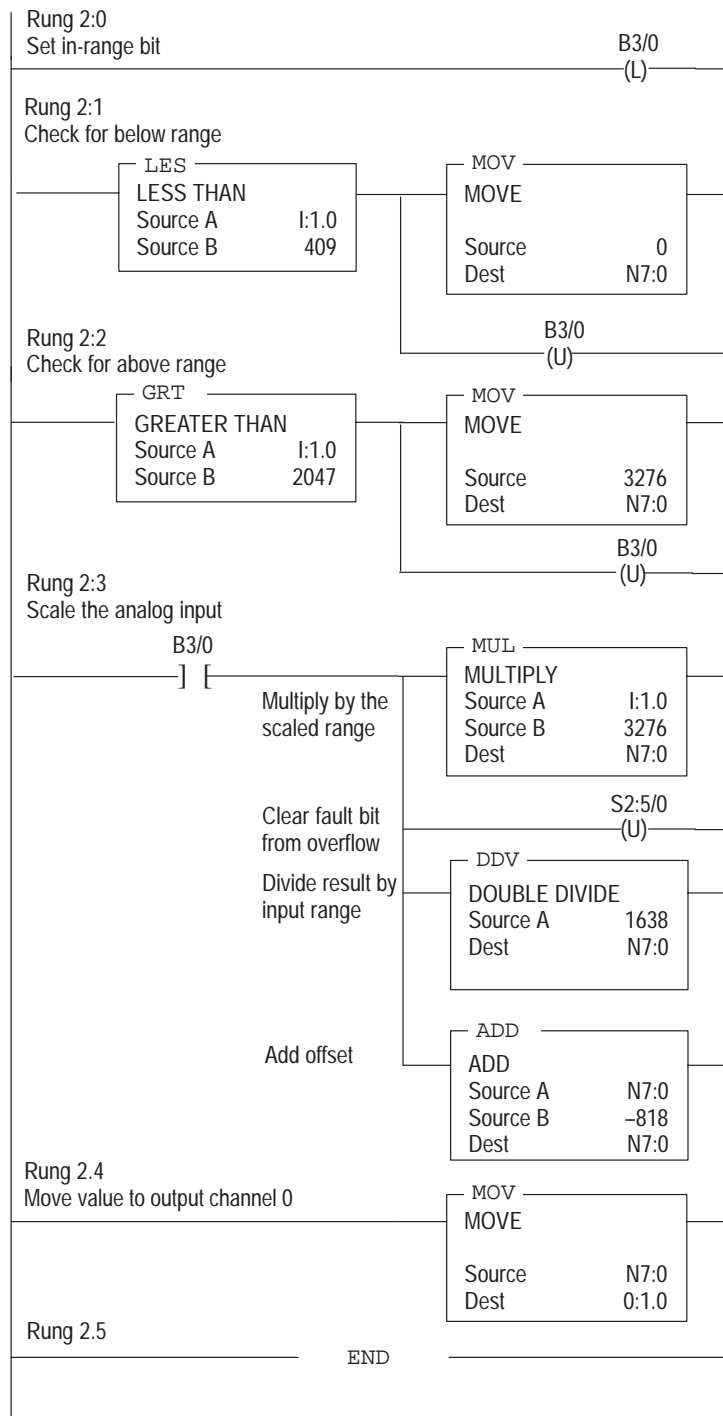 Rung 2:0
Set in-range bit
B3/0
(L)
Rung 2:1
Check for below range
LES
LESS THAN
Source A I:1.0
Source B 409
MOV
MOVE
Source 0
Dest N7:0
B3/0
(U)
Rung 2:2
Check for above range
GRT
GREATER THAN
Source A I:1.0
Source B 2047
MOV
MOVE
Source 3276
Dest N7:0
B3/0
(U)
Rung 2:3
Scale the analog input
B3/0
] [
Multiply by the
scaled range
MUL
MULTIPLY
Source A I:1.0
Source B 3276
Dest N7:0
Clear fault bit
from overflow
S2:5/0
(U)
Divide result by
input range
DDV
DOUBLE DIVIDE
Source A 1638
Dest N7:0
Add offset
ADD
ADD
Source A N7:0
Source B –818
Dest N7:0
Rung 2.4
Move value to output channel 0
MOV
MOVE
Source N7:0
Dest 0:1.0
Rung 2.5
END